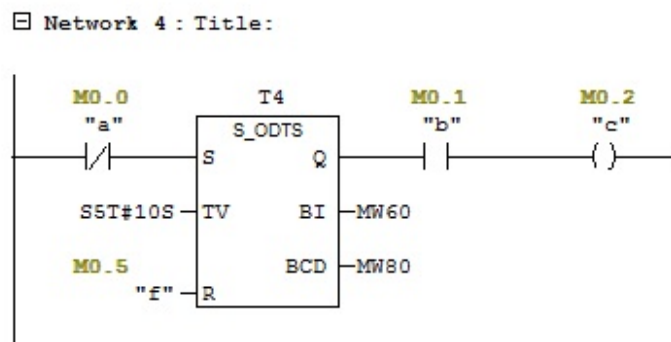 Network 4 : Title:
M0.0 T4 M0.1 M0.2
"a" S_ODTS "b" "c"
S Q
S5T#10S TV BI MW60
M0.5 BCD MW80
"f" R